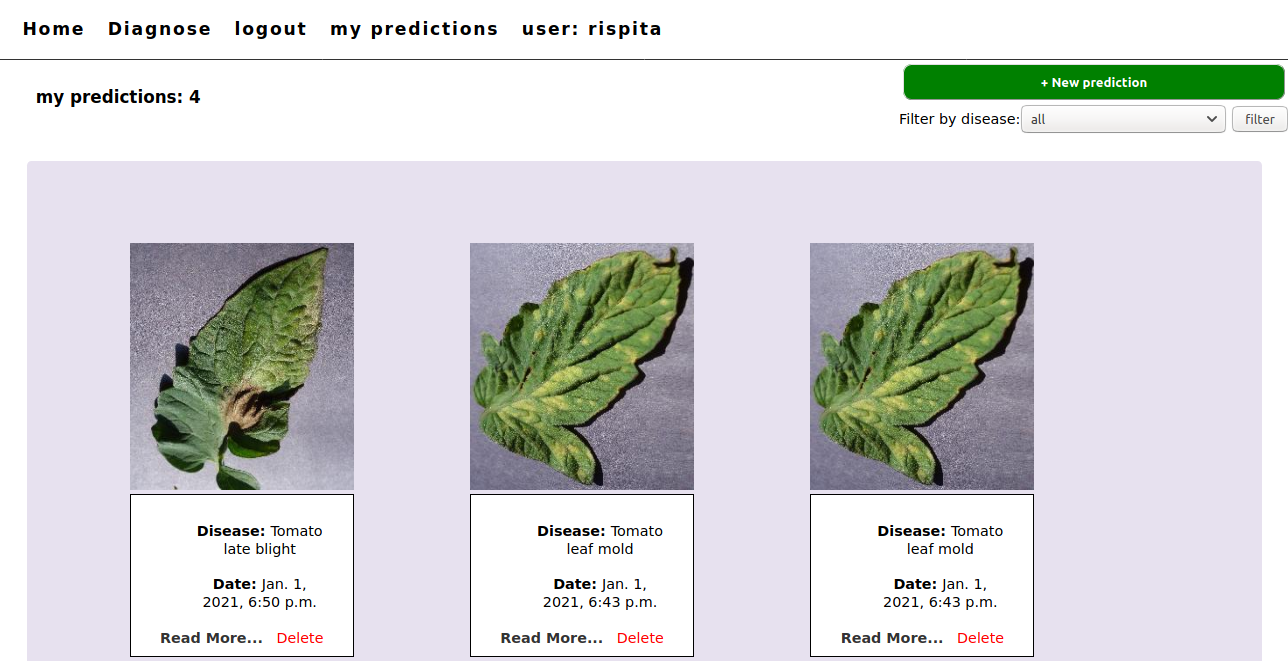 Home Diagnose logout my predictions user: rispita
+ New prediction
my predictions: 4
Filter by disease: all filter
Disease: Tomato
late blight
Date: Jan. 1,
2021, 6:50 p.m.
Read More... Delete
Disease: Tomato
leaf mold
Date: Jan. 1,
2021, 6:43 p.m.
Read More... Delete
Disease: Tomato
leaf mold
Date: Jan. 1,
2021, 6:43 p.m.
Read More... Delete